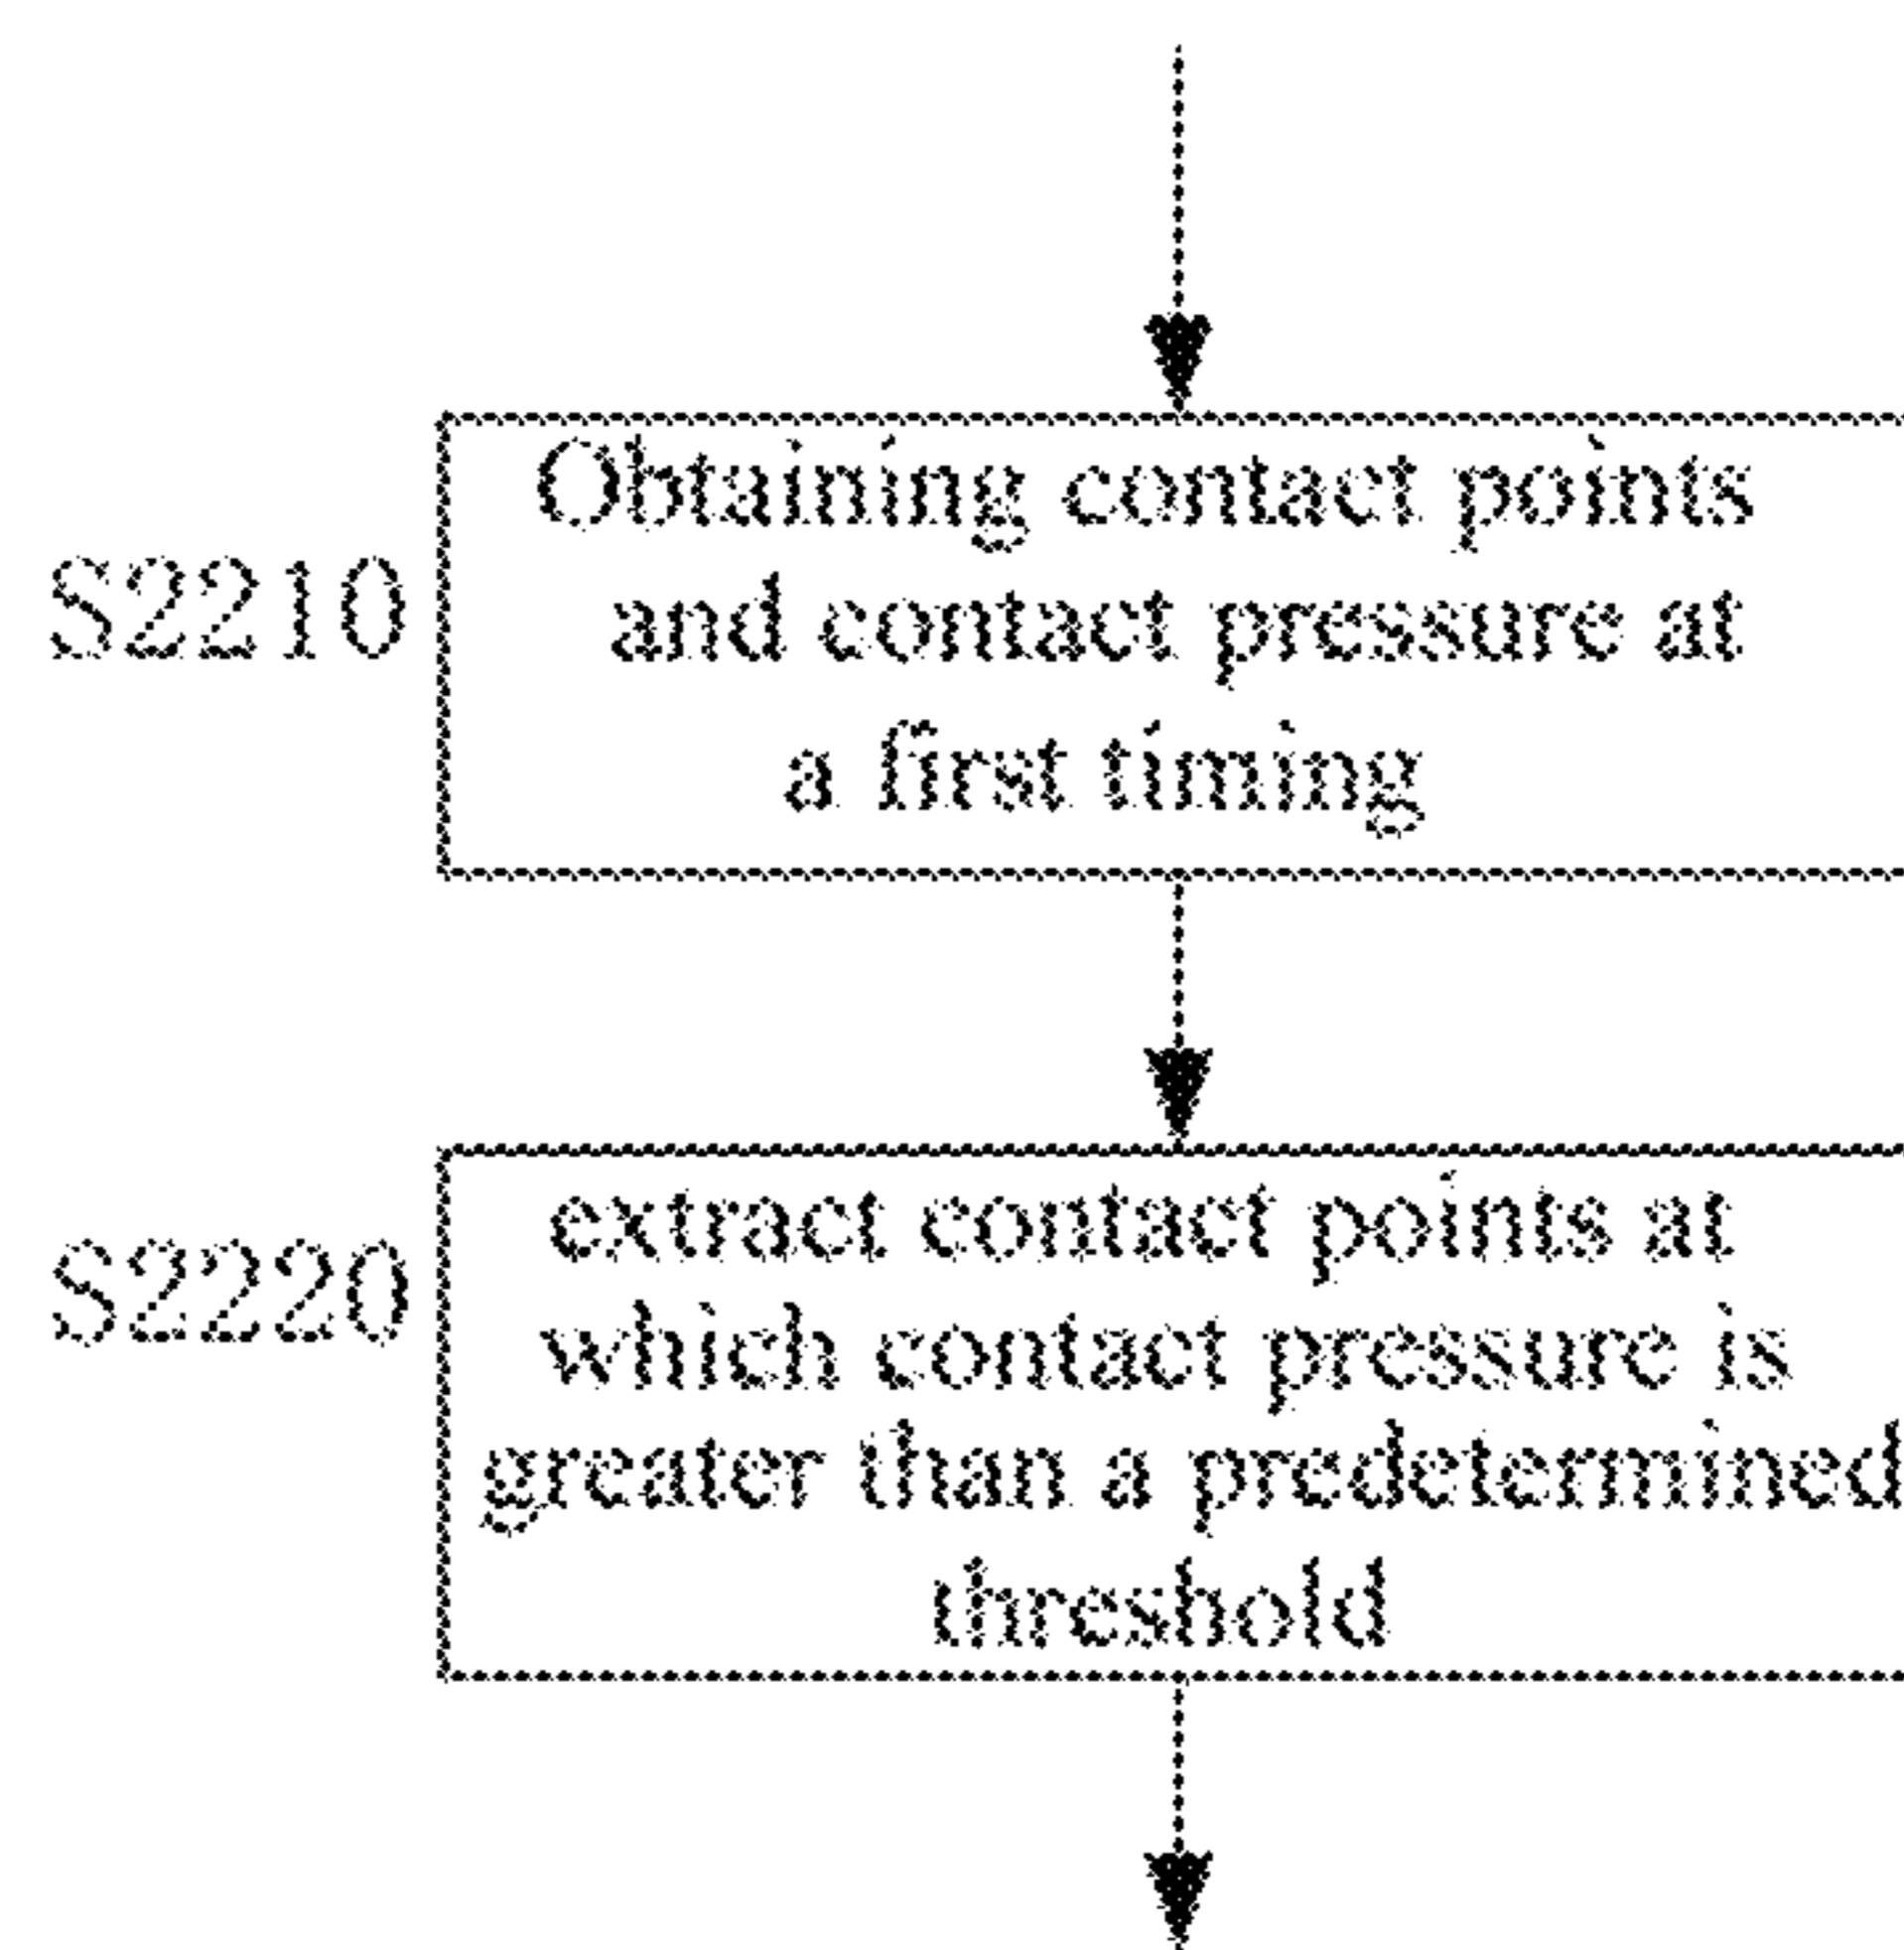 Obtaining contact points
S2210
and contact pressure at
a first timing
extract contact points at
S2220
which contact pressure is
greater than a predetermined
threshold